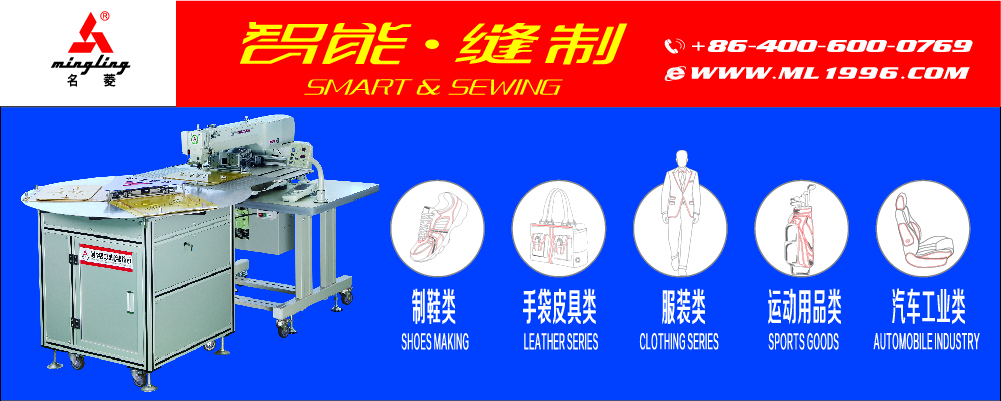 ®
mingling
名菱
智能·缝制
SMART & SEWING
+86-400-600-0769
WWW.ML1996.COM
制鞋类
SHOES MAKING
手袋皮具类
LEATHER SERIES
服装类
CLOTHING SERIES
运动用品类
SPORTS GOODS
汽车工业类
AUTOMOBILE INDUSTRY